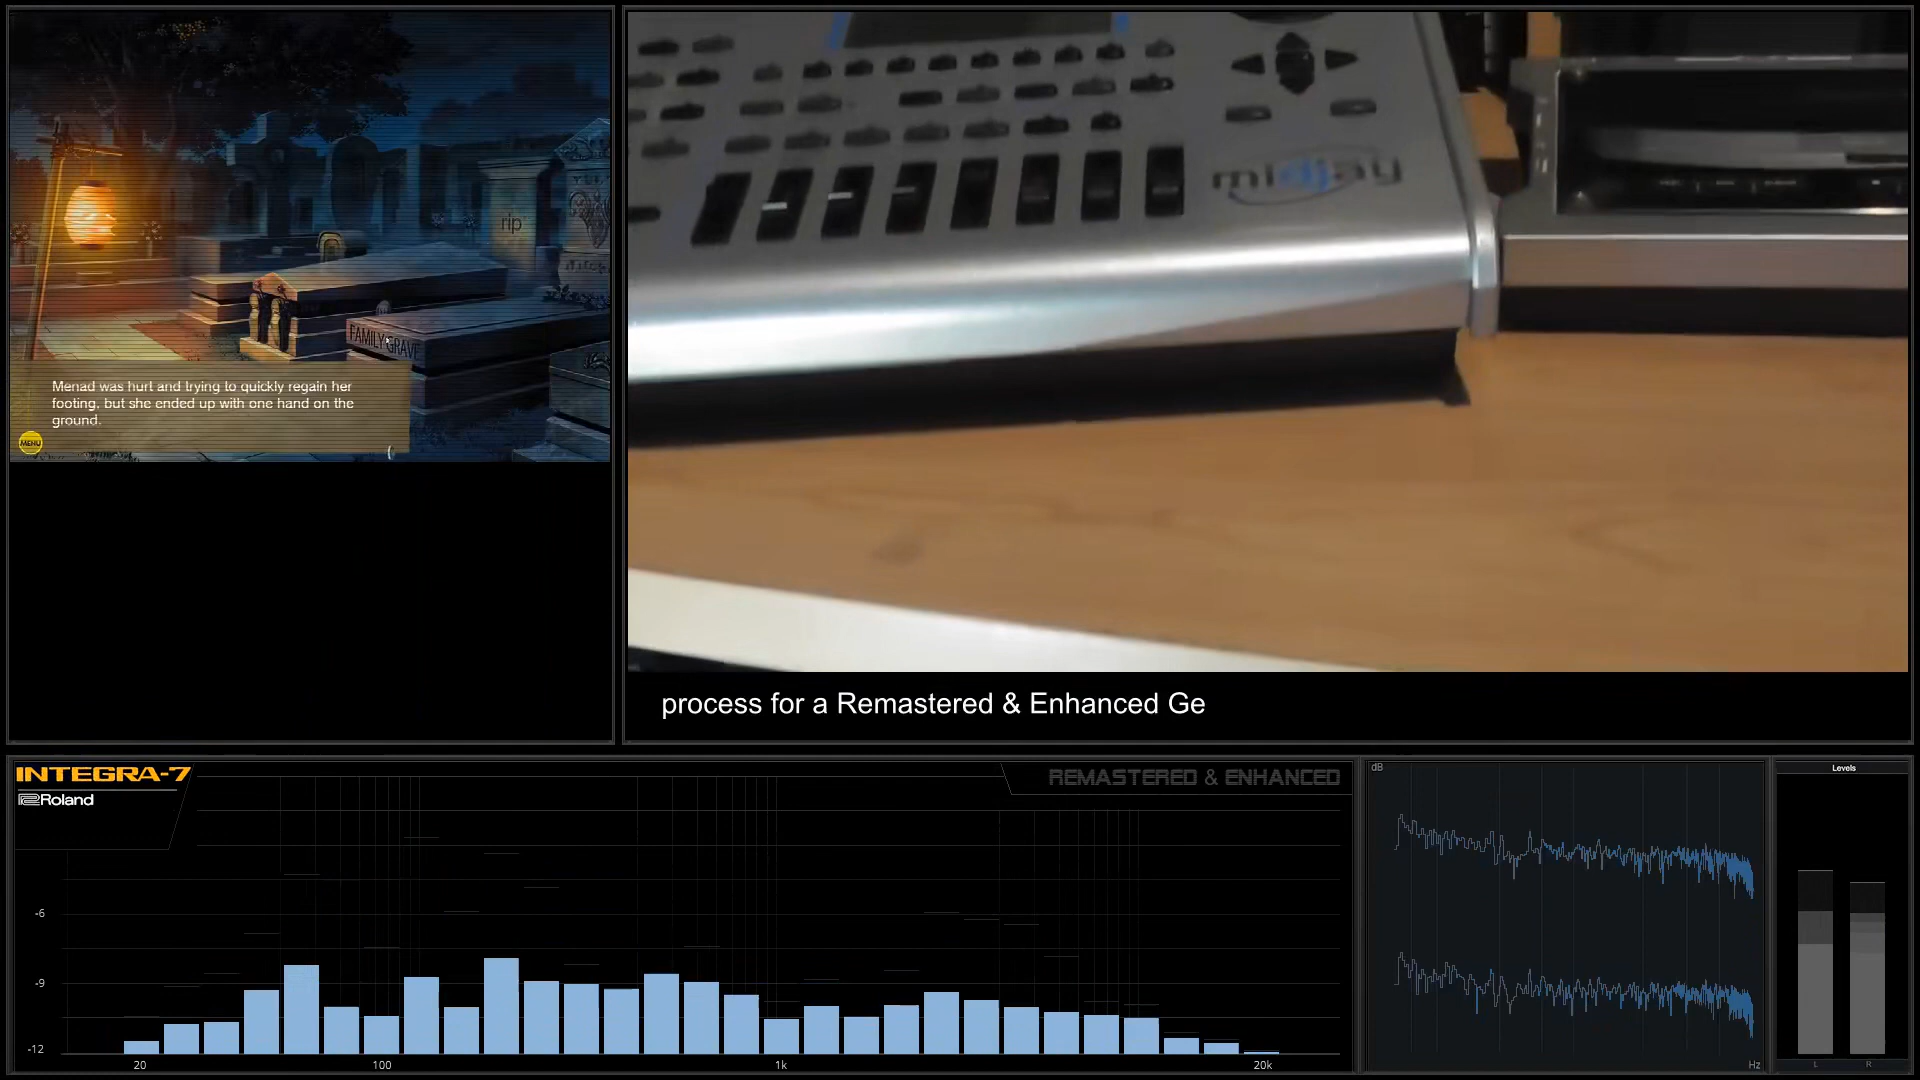 rip
FAMILY GRAVE
Menad was hurt and trying to quickly regain her
footing, but she ended up with one hand on the
ground.
MENU
midjay
process for a Remastered & Enhanced Ge
INTEGRA-7
Roland
REMASTERED & ENHANCED
-6
-9
-12
20
100
1k
20k
dB
Hz
Levels
L
R